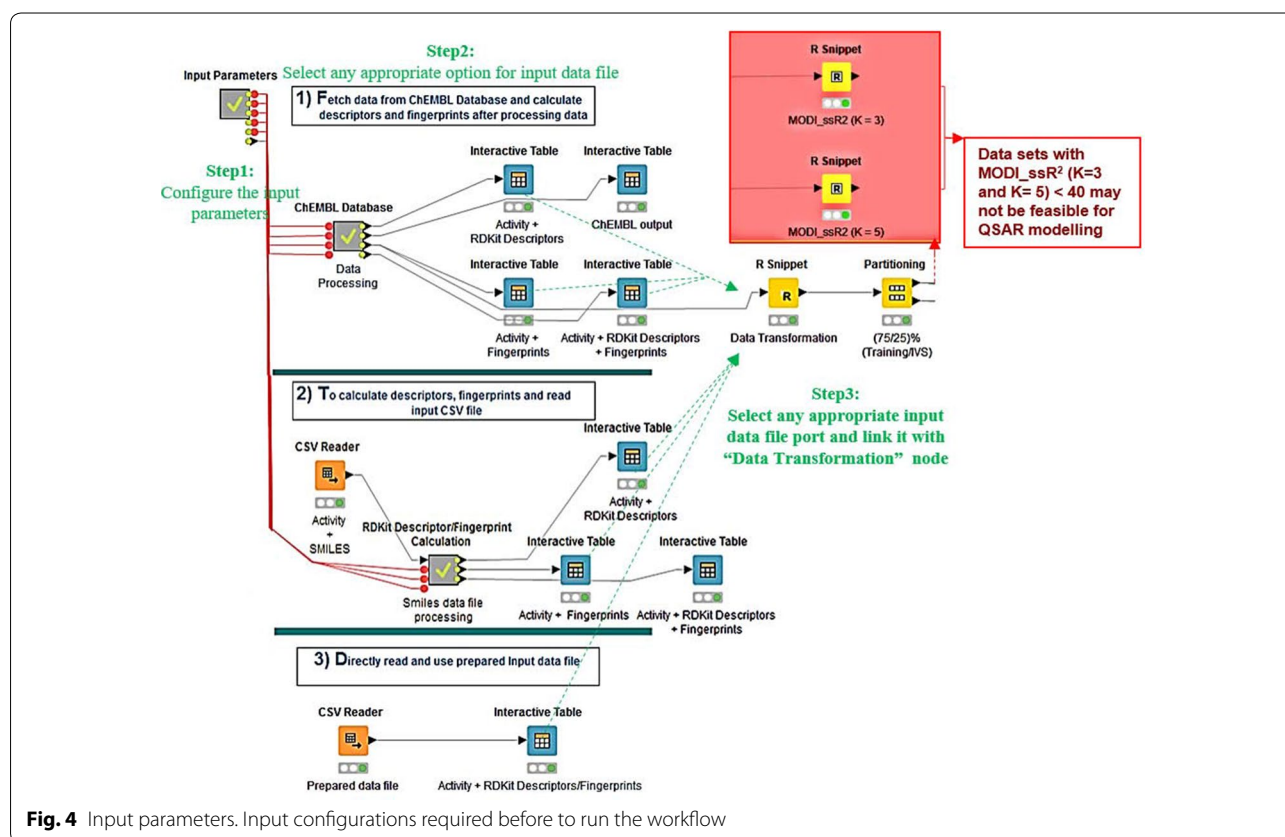 Step2:
Select any appropriate option for input data file
Input Parameters
1) Fetch data from ChEMBL Database and calculate
descriptors and fingerprints after processing data
Step1:
Configure the input
parameters
ChEMBL Database
Data
Processing
Interactive Table
Activity +
RDKit Descriptors
Interactive Table
ChEMBL output
Interactive Table
Activity +
Fingerprints
Interactive Table
Activity + RDKit Descriptors
+ Fingerprints
R Snippet
R
MODI_ssR2 (K = 3)
R Snippet
R
MODI_ssR2 (K = 5)
Data sets with
MODI_ssR² (K=3
and K= 5) < 40 may
not be feasible for
QSAR modelling
R Snippet
R
Data Transformation
Partitioning
(75/25)%
(Training/IVS)
Step3:
Select any appropriate input
data file port and link it with
“Data Transformation” node
2) To calculate descriptors, fingerprints and read
input CSV file
CSV Reader
Activity
+
SMILES
RDKit Descriptor/Fingerprint
Calculation
Smiles data file
processing
Interactive Table
Activity +
RDKit Descriptors
Interactive Table
Activity + Fingerprints
Interactive Table
Activity + RDKit Descriptors
+ Fingerprints
3) Directly read and use prepared Input data file
CSV Reader
Prepared data file
Interactive Table
Activity + RDKit Descriptors/Fingerprints
Fig. 4 Input parameters. Input configurations required before to run the workflow